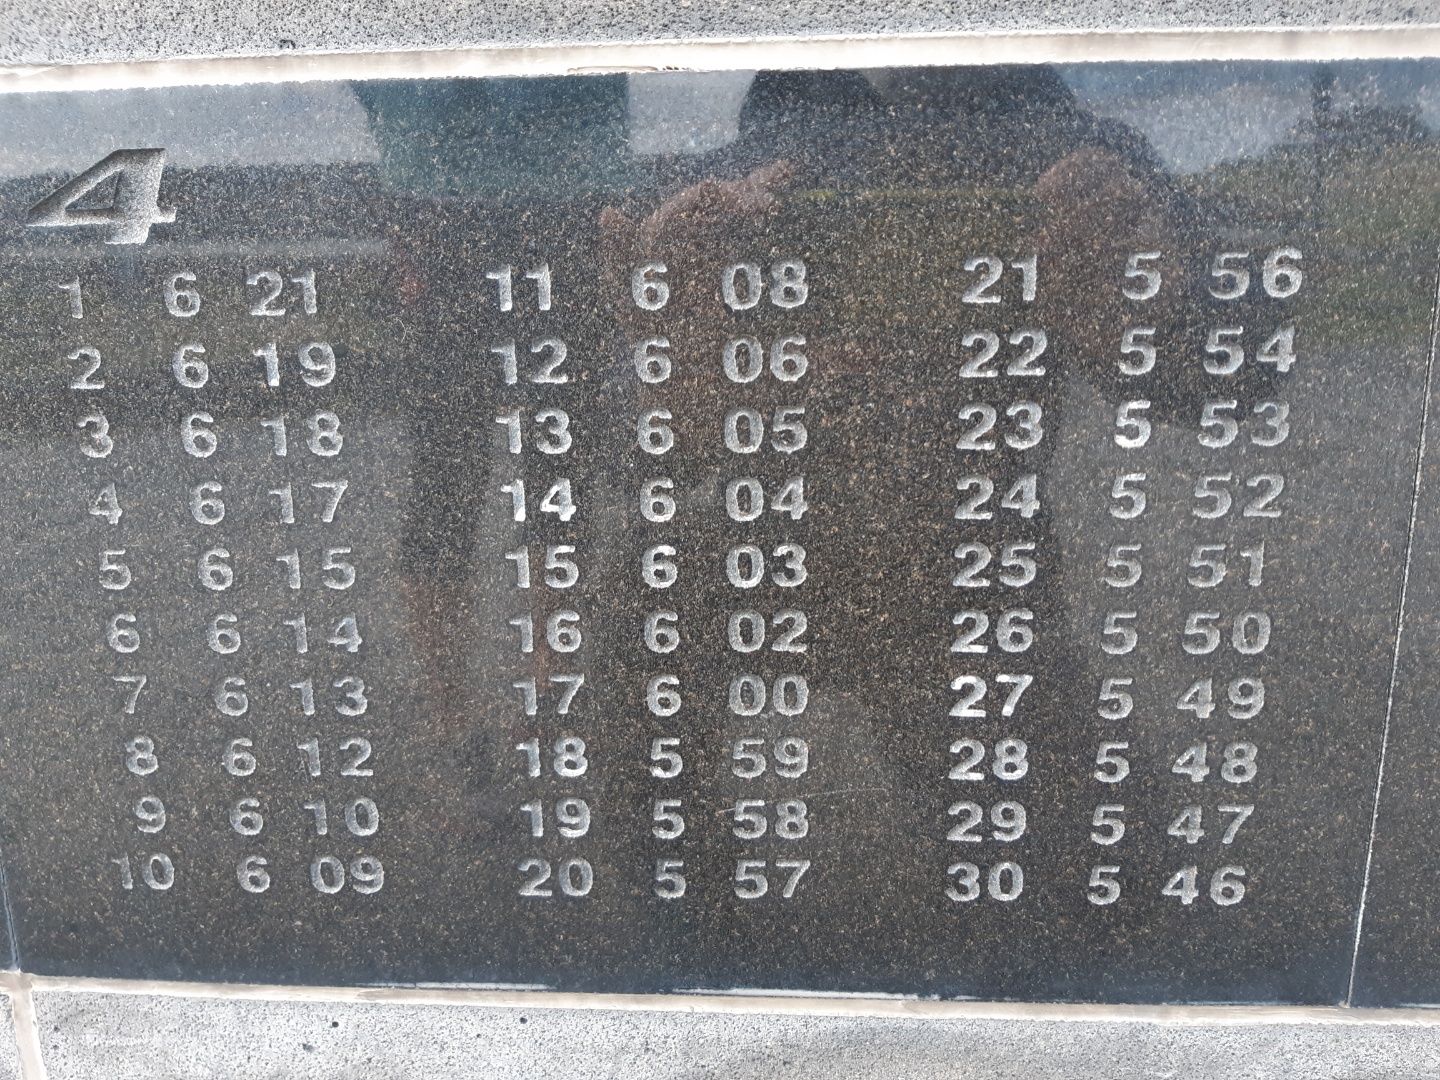 4
1 6 21 11 6 08 21 5 56
2 6 19 12 6 06 22 5 54
3 6 18 13 6 05 23 5 53
4 6 17 14 6 04 24 5 52
5 6 15 15 6 03 25 5 51
6 6 14 16 6 02 26 5 50
7 6 13 17 6 00 27 5 49
8 6 12 18 5 59 28 5 48
9 6 10 19 5 58 29 5 47
10 6 09 20 5 57 30 5 46